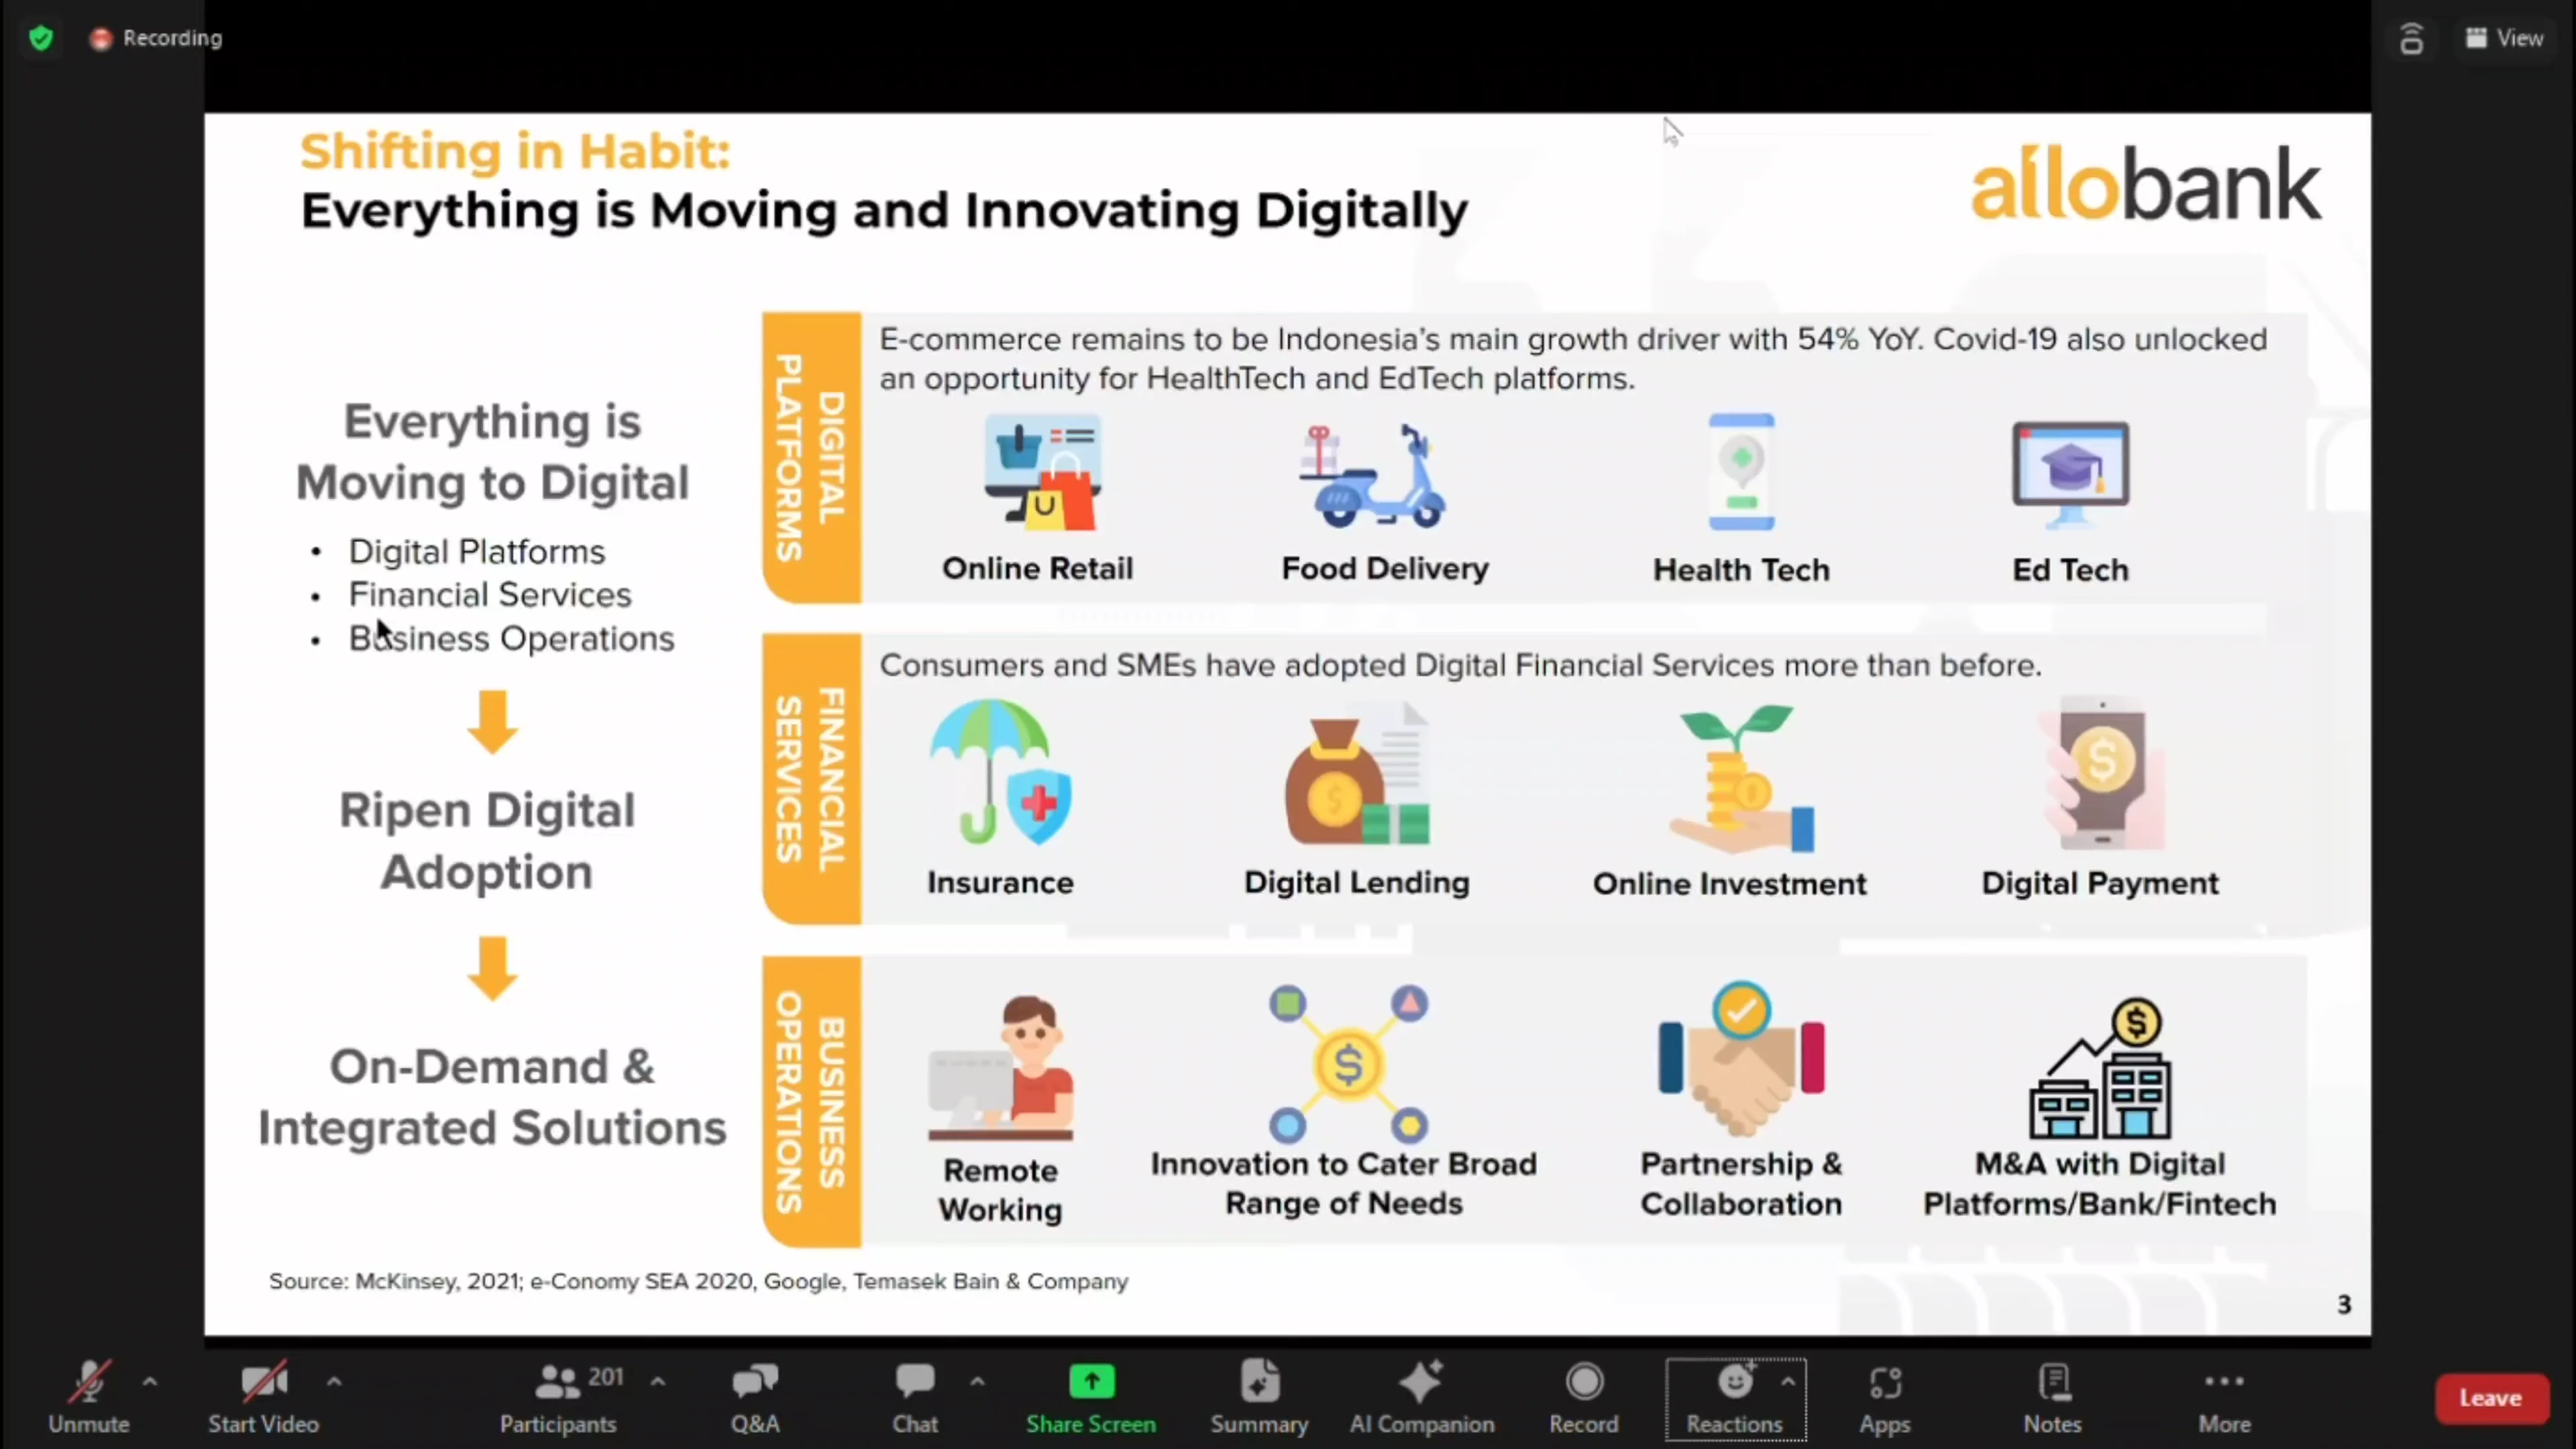 Recording
View
Shifting in Habit:
Everything is Moving and Innovating Digitally
allobank
Everything is
Moving to Digital
• Digital Platforms
• Financial Services
• Business Operations
Ripen Digital
Adoption
On-Demand &
Integrated Solutions
DIGITAL
PLATFORMS
E-commerce remains to be Indonesia's main growth driver with 54% YoY. Covid-19 also unlocked
an opportunity for HealthTech and EdTech platforms.
Online Retail
Food Delivery
Health Tech
Ed Tech
FINANCIAL
SERVICES
Consumers and SMEs have adopted Digital Financial Services more than before.
Insurance
Digital Lending
Online Investment
Digital Payment
BUSINESS
OPERATIONS
Remote
Working
Innovation to Cater Broad
Range of Needs
Partnership &
Collaboration
M&A with Digital
Platforms/Bank/Fintech
Source: McKinsey, 2021; e-Conomy SEA 2020, Google, Temasek Bain & Company
3
Unmute
Start Video
201
Participants
Q&A
Chat
Share Screen
Summary
AI Companion
Record
Reactions
Apps
Notes
More
Leave